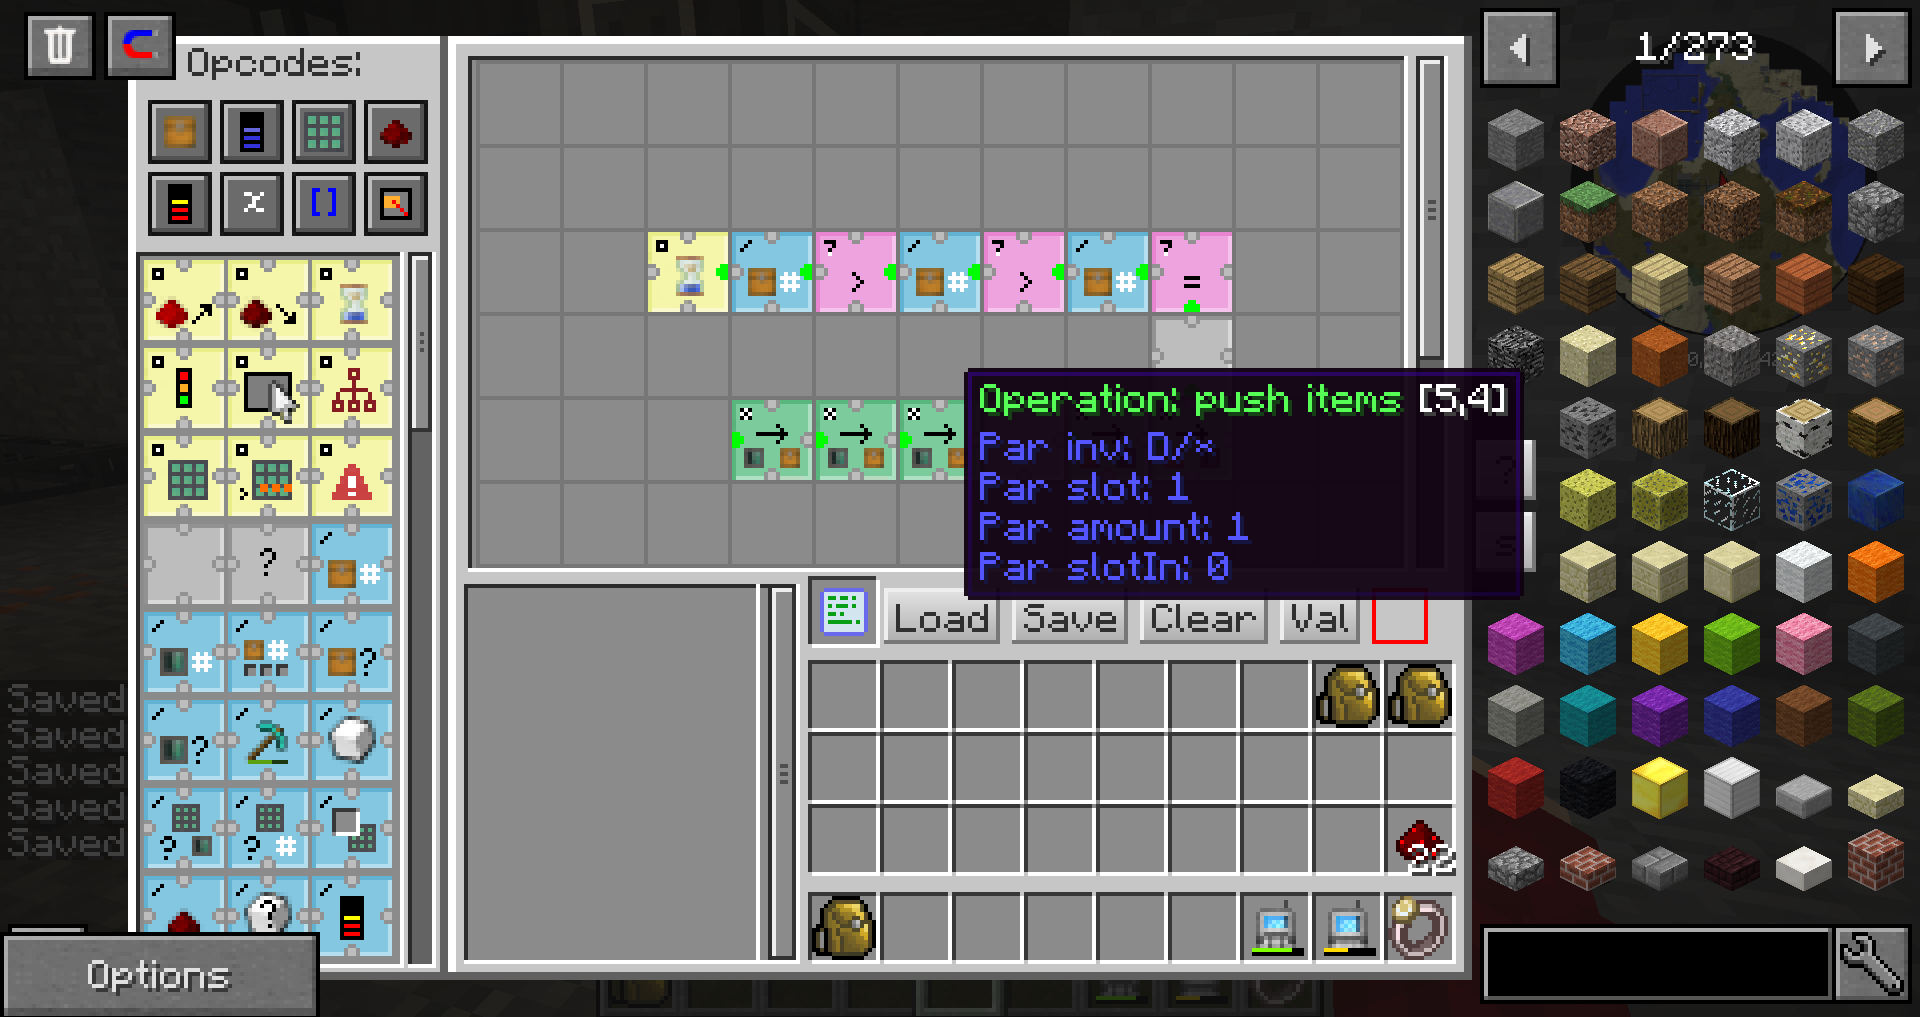 Opcodes:
1/273
Operation: push items [5,4]
Par inv: D/×
Par slot: 1
Par amount: 1
Par slotIn: 0
Load
Save
Clear
Val
Saved
Saved
Saved
Saved
Saved
22
Options